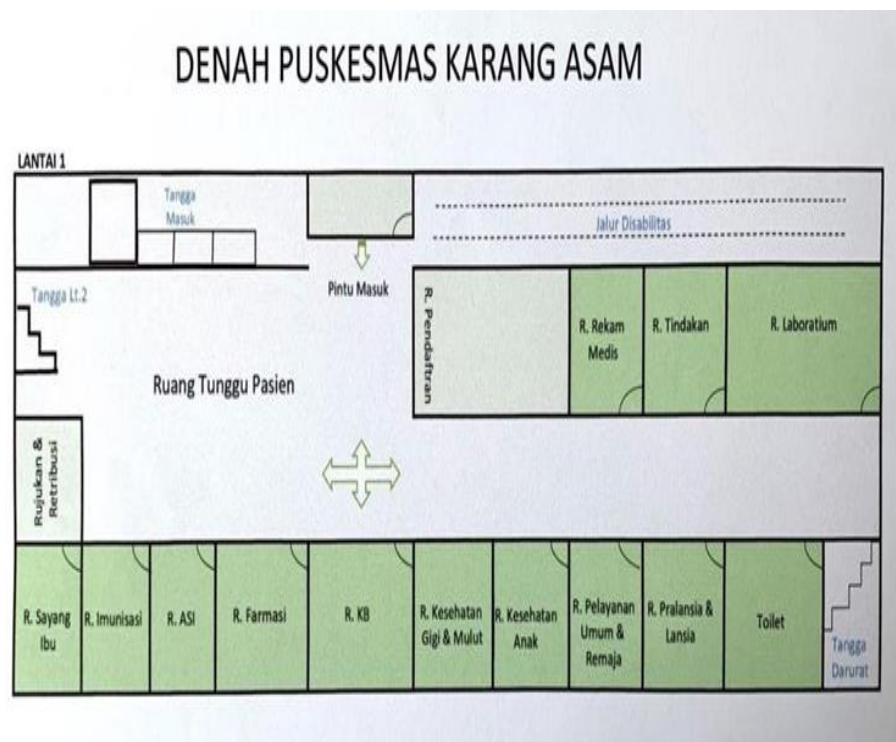 DENAH PUSKESMAS KARANG ASAM
LANTAI 1
Tangga
Masuk
Jalur Disabilitas
Tangga Lt.2
Pintu Masuk
R. Pendaftran
R. Rekam
Medis
R. Tindakan
R. Laboratium
Ruang Tunggu Pasien
Rujukan &
Retribusi
R. Sayang
Ibu
R. Imunisasi
R. ASI
R. Farmasi
R. KB
R. Kesehatan
Gigi & Mulut
R. Kesehatan
Anak
R. Pelayanan
Umum &
Remaja
R. Pralansia &
Lansia
Toilet
Tangga
Darurat